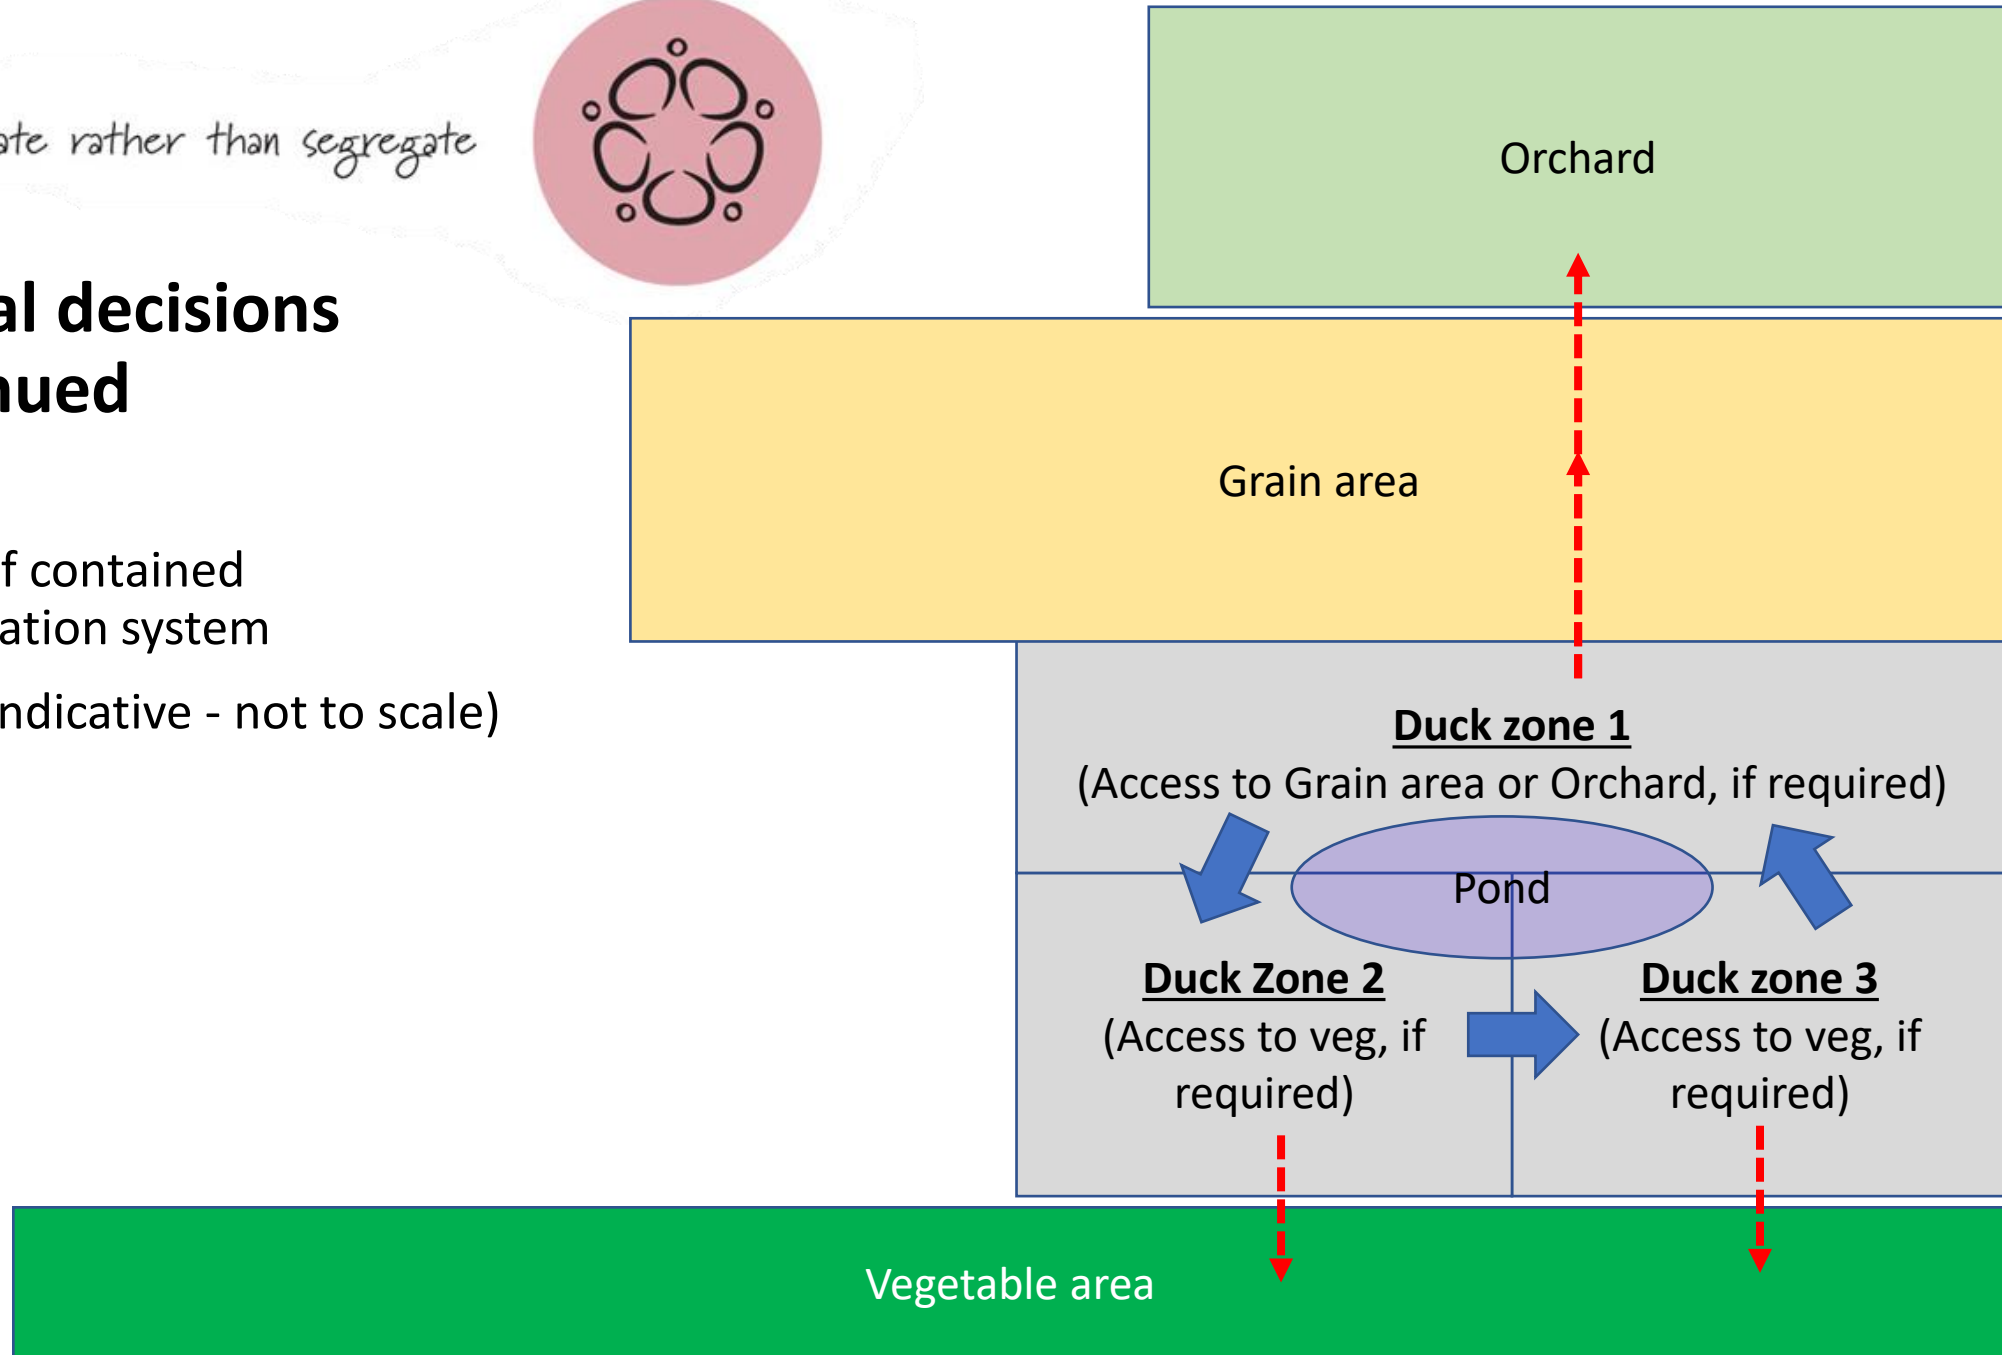 ate rather than segregate
al decisions
nued
f contained
ation system
ndicative - not to scale)
Orchard
Grain area
Duck zone 1
(Access to Grain area or Orchard, if required)
Pond
Duck Zone 2
(Access to veg, if
required)
Duck zone 3
(Access to veg, if
required)
Vegetable area